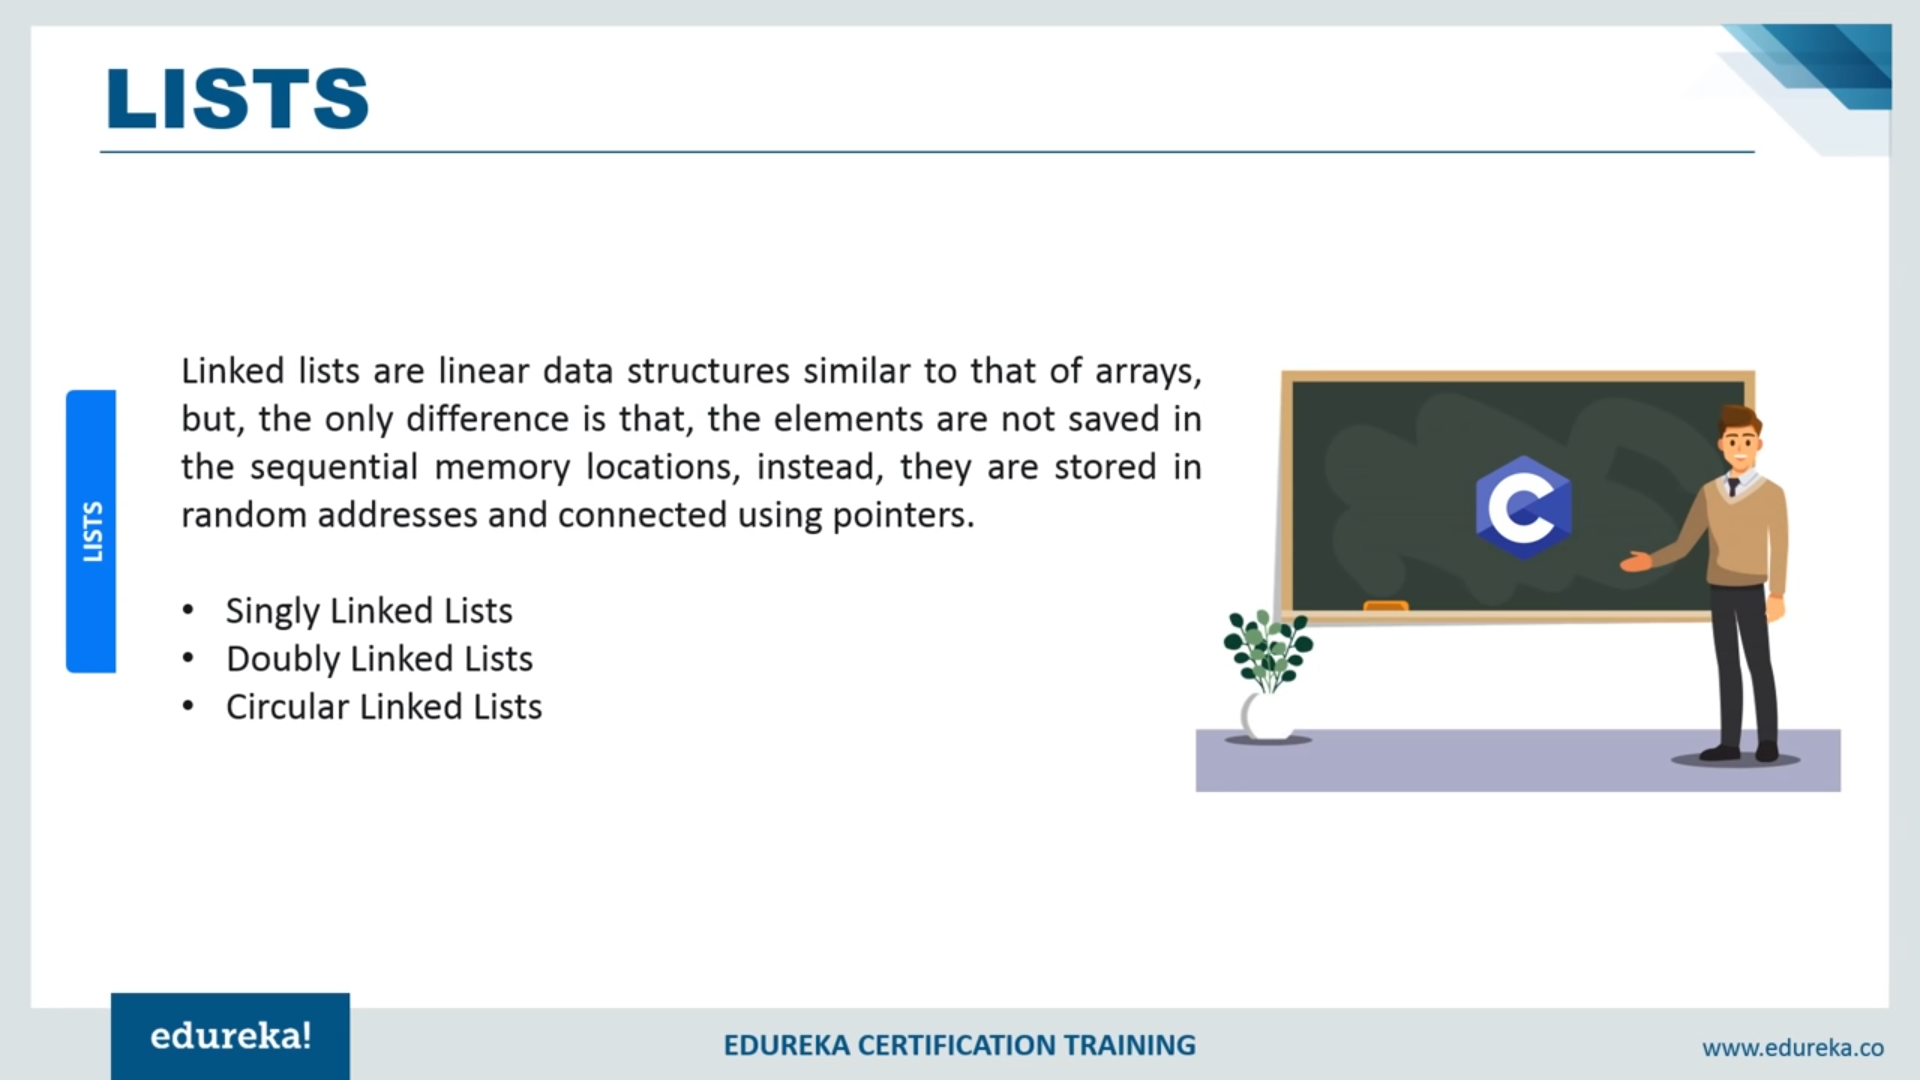 LISTS
Linked lists are linear data structures similar to that of arrays,
but, the only difference is that, the elements are not saved in
the sequential memory locations, instead, they are stored in
random addresses and connected using pointers.
LISTS
• Singly Linked Lists
• Doubly Linked Lists
• Circular Linked Lists
C
edureka!
EDUREKA CERTIFICATION TRAINING
www.edureka.co